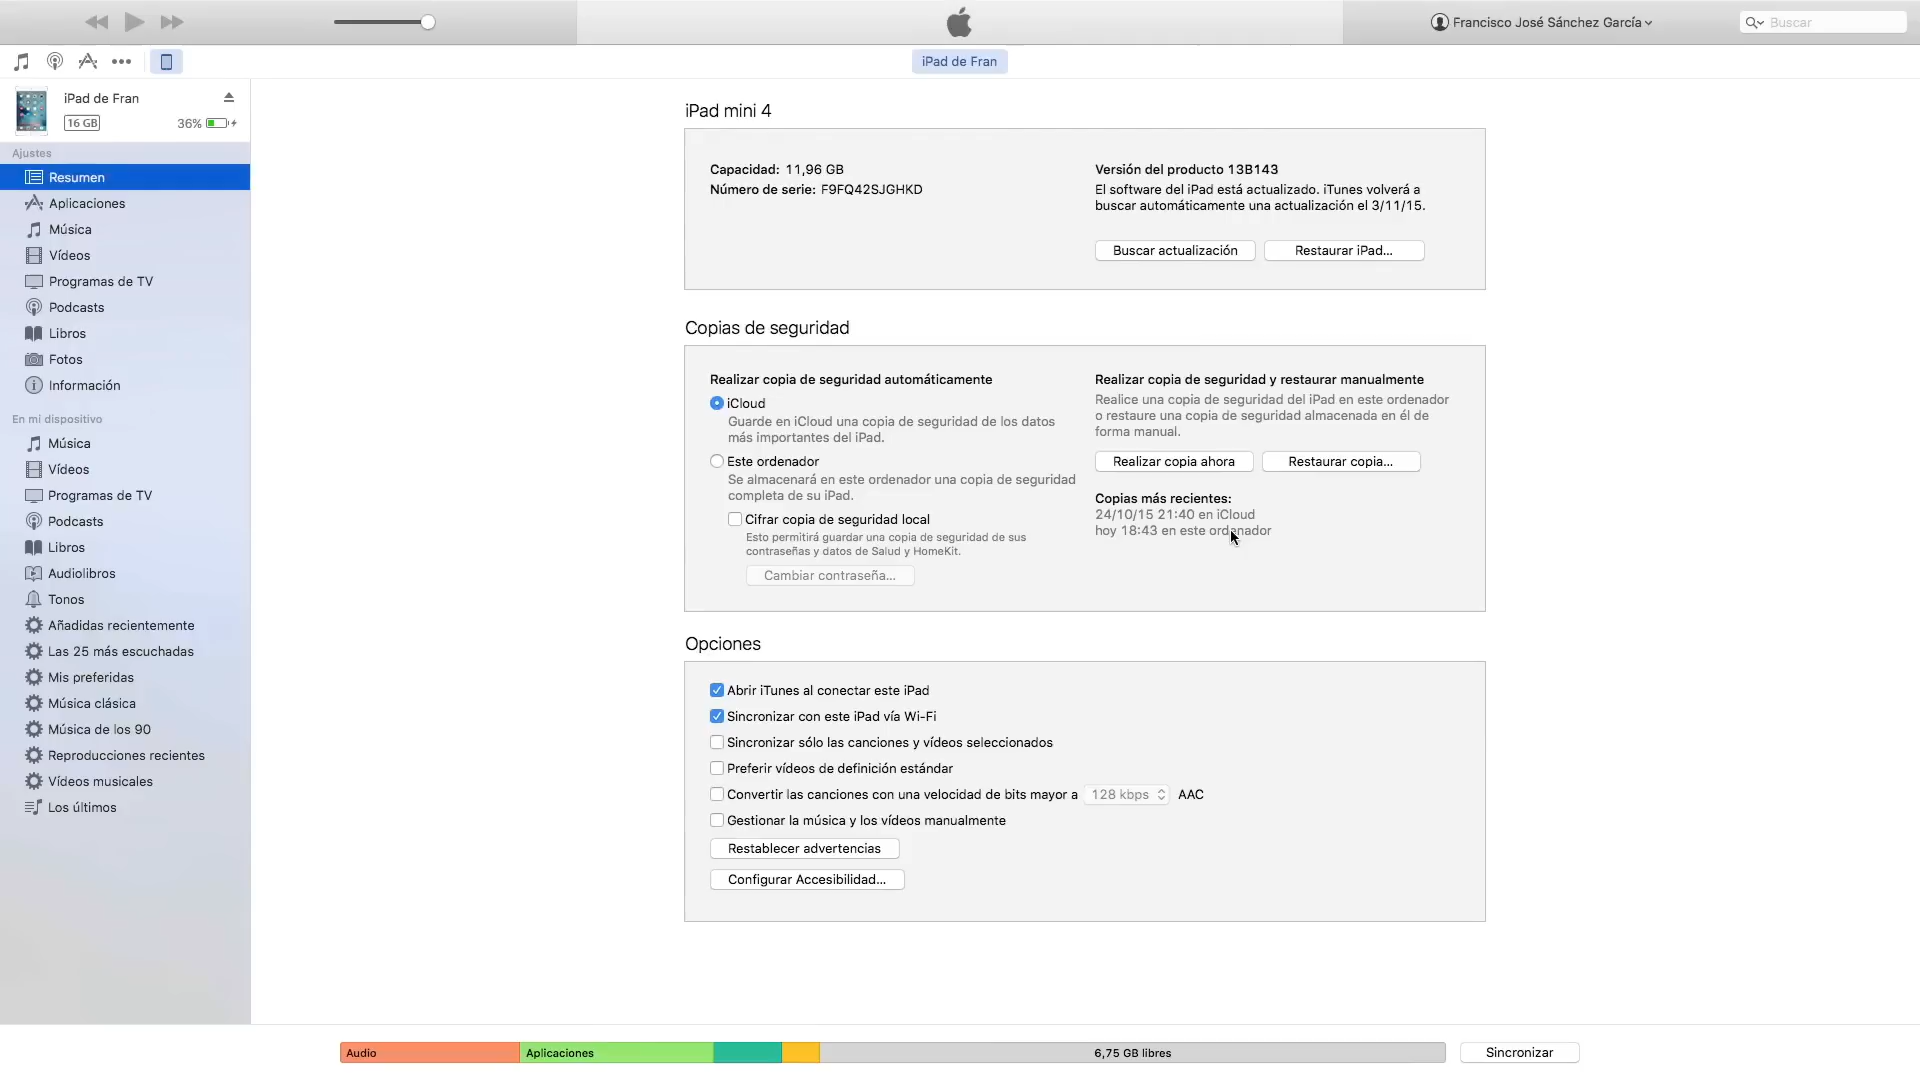 Francisco José Sánchez García
Buscar
iPad de Fran
iPad de Fran
16 GB
36%
Ajustes
Resumen
Aplicaciones
Música
Vídeos
Programas de TV
Podcasts
Libros
Fotos
Información
En mi dispositivo
Música
Vídeos
Programas de TV
Podcasts
Libros
Audiolibros
Tonos
Añadidas recientemente
Las 25 más escuchadas
Mis preferidas
Música clásica
Música de los 90
Reproducciones recientes
Vídeos musicales
Los últimos
iPad mini 4
Capacidad: 11,96 GB
Número de serie: F9FQ42SJGHKD
Versión del producto 13B143
El software del iPad está actualizado. iTunes volverá a
buscar automáticamente una actualización el 3/11/15.
Buscar actualización
Restaurar iPad...
Copias de seguridad
Realizar copia de seguridad automáticamente
iCloud
Guarde en iCloud una copia de seguridad de los datos
más importantes del iPad.
Este ordenador
Se almacenará en este ordenador una copia de seguridad
completa de su iPad.
Cifrar copia de seguridad local
Esto permitirá guardar una copia de seguridad de sus
contraseñas y datos de Salud y HomeKit.
Cambiar contraseña...
Realizar copia de seguridad y restaurar manualmente
Realice una copia de seguridad del iPad en este ordenador
o restaure una copia de seguridad almacenada en él de
forma manual.
Realizar copia ahora
Restaurar copia...
Copias más recientes:
24/10/15 21:40 en iCloud
hoy 18:43 en este ordenador
Opciones
Abrir iTunes al conectar este iPad
Sincronizar con este iPad vía Wi-Fi
Sincronizar sólo las canciones y vídeos seleccionados
Preferir vídeos de definición estándar
Convertir las canciones con una velocidad de bits mayor a 128 kbps AAC
Gestionar la música y los vídeos manualmente
Restablecer advertencias
Configurar Accesibilidad...
Audio
Aplicaciones
6,75 GB libres
Sincronizar